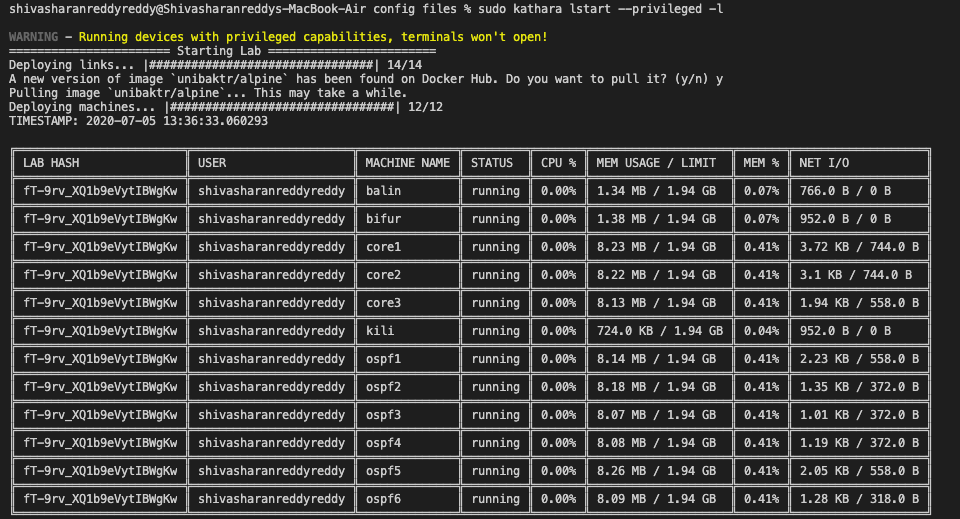 shivasharanreddyreddy@Shivasharanreddys-MacBook-Air config files % sudo kathara lstart --privileged -l
WARNING - Running devices with privileged capabilities, terminals won't open!
======================= Starting Lab ========================
Deploying links... |################################| 14/14
A new version of image `unibaktr/alpine` has been found on Docker Hub. Do you want to pull it? (y/n) y
Pulling image `unibaktr/alpine`... This may take a while.
Deploying machines... |################################| 12/12
TIMESTAMP: 2020-07-05 13:36:33.060293
LAB HASH USER MACHINE NAME STATUS CPU % MEM USAGE / LIMIT MEM % NET I/O
fT-9rv_XQ1b9eVytIBWgKw shivasharanreddyreddy balin running 0.00% 1.34 MB / 1.94 GB 0.07% 766.0 B / 0 B
fT-9rv_XQ1b9eVytIBWgKw shivasharanreddyreddy bifur running 0.00% 1.38 MB / 1.94 GB 0.07% 952.0 B / 0 B
fT-9rv_XQ1b9eVytIBWgKw shivasharanreddyreddy core1 running 0.00% 8.23 MB / 1.94 GB 0.41% 3.72 KB / 744.0 B
fT-9rv_XQ1b9eVytIBWgKw shivasharanreddyreddy core2 running 0.00% 8.22 MB / 1.94 GB 0.41% 3.1 KB / 744.0 B
fT-9rv_XQ1b9eVytIBWgKw shivasharanreddyreddy core3 running 0.00% 8.13 MB / 1.94 GB 0.41% 1.94 KB / 558.0 B
fT-9rv_XQ1b9eVytIBWgKw shivasharanreddyreddy kili running 0.00% 724.0 KB / 1.94 GB 0.04% 952.0 B / 0 B
fT-9rv_XQ1b9eVytIBWgKw shivasharanreddyreddy ospf1 running 0.00% 8.14 MB / 1.94 GB 0.41% 2.23 KB / 558.0 B
fT-9rv_XQ1b9eVytIBWgKw shivasharanreddyreddy ospf2 running 0.00% 8.18 MB / 1.94 GB 0.41% 1.35 KB / 372.0 B
fT-9rv_XQ1b9eVytIBWgKw shivasharanreddyreddy ospf3 running 0.00% 8.07 MB / 1.94 GB 0.41% 1.01 KB / 372.0 B
fT-9rv_XQ1b9eVytIBWgKw shivasharanreddyreddy ospf4 running 0.00% 8.08 MB / 1.94 GB 0.41% 1.19 KB / 372.0 B
fT-9rv_XQ1b9eVytIBWgKw shivasharanreddyreddy ospf5 running 0.00% 8.26 MB / 1.94 GB 0.41% 2.05 KB / 558.0 B
fT-9rv_XQ1b9eVytIBWgKw shivasharanreddyreddy ospf6 running 0.00% 8.09 MB / 1.94 GB 0.41% 1.28 KB / 318.0 B